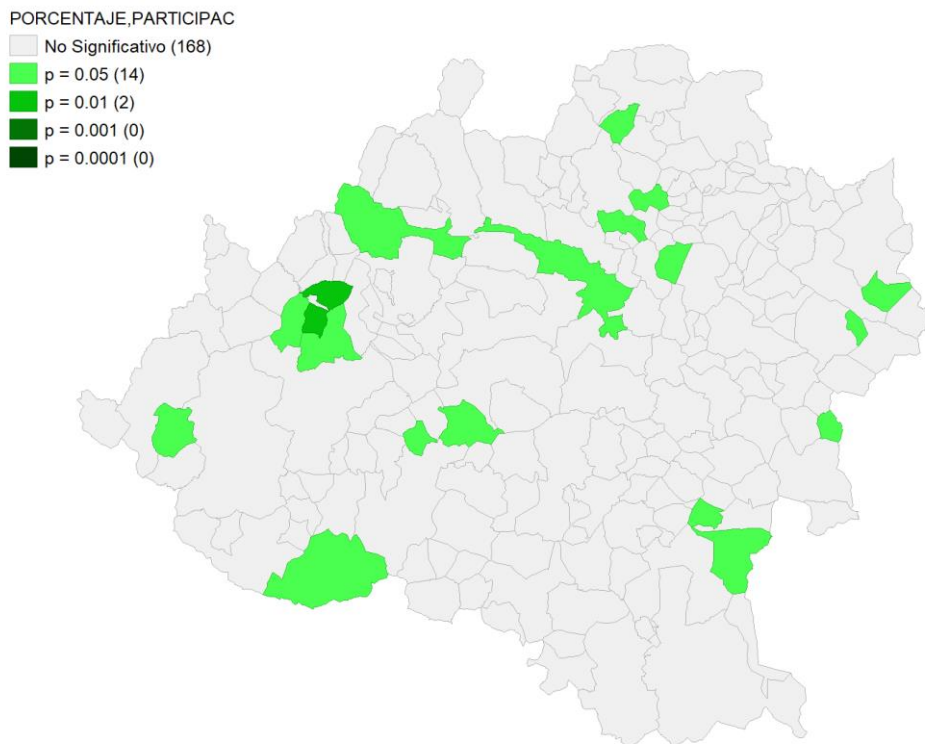 PORCENTAJE,PARTICIPAC
No Significativo (168)
p = 0.05 (14)
p = 0.01 (2)
p = 0.001 (0)
p = 0.0001 (0)